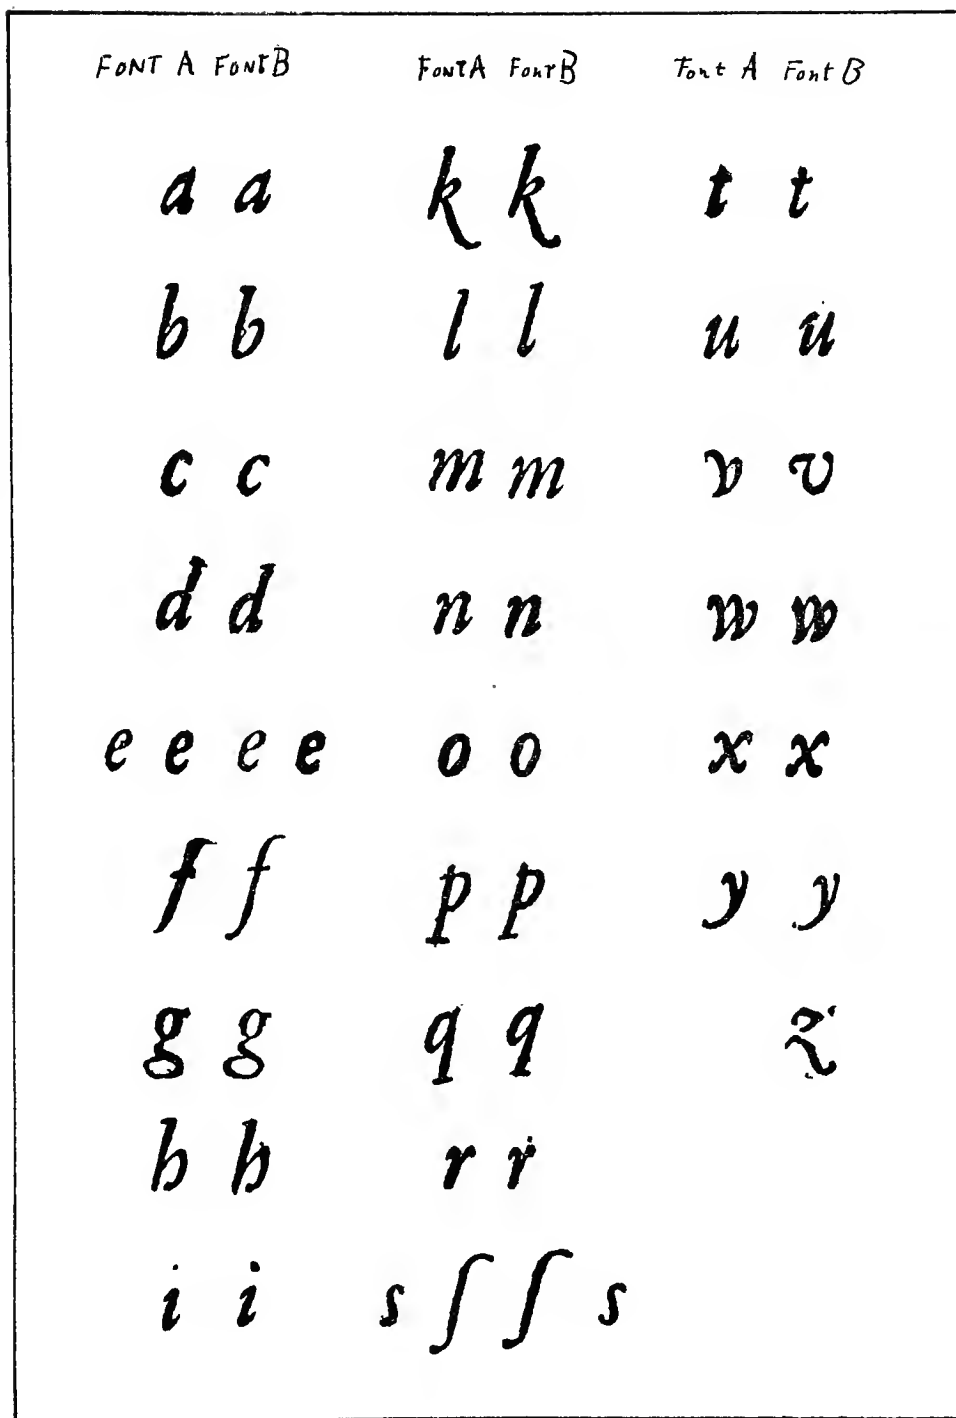 FONT A FONT B FONT A FONT B Font A Font B
a a k k t t
b b l l u u
c c m m v v
d d n n w w
e e e e o o x x
f f p p y y
g g q q z
h h r r
i i s ſ ſ s